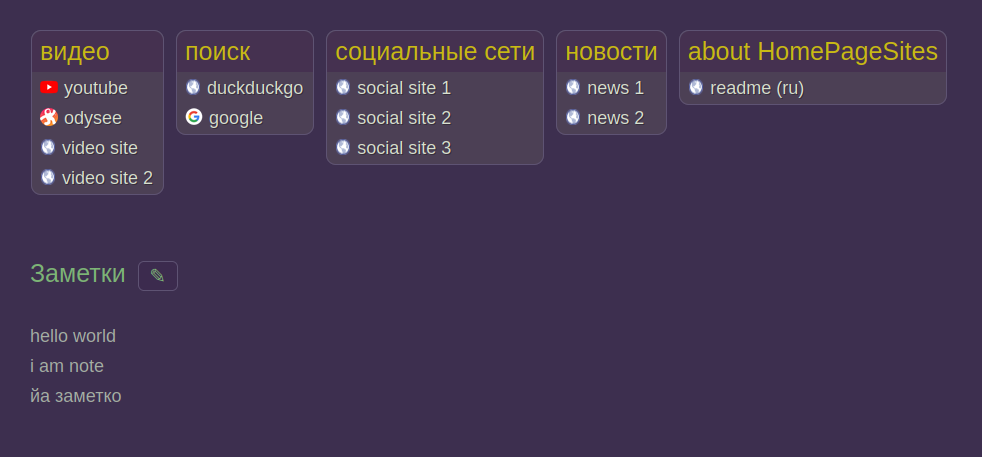 видео
youtube
odysee
video site
video site 2
поиск
duckduckgo
google
социальные сети
social site 1
social site 2
social site 3
новости
news 1
news 2
about HomePageSites
readme (ru)
Заметки ✎
hello world
i am note
йа заметко